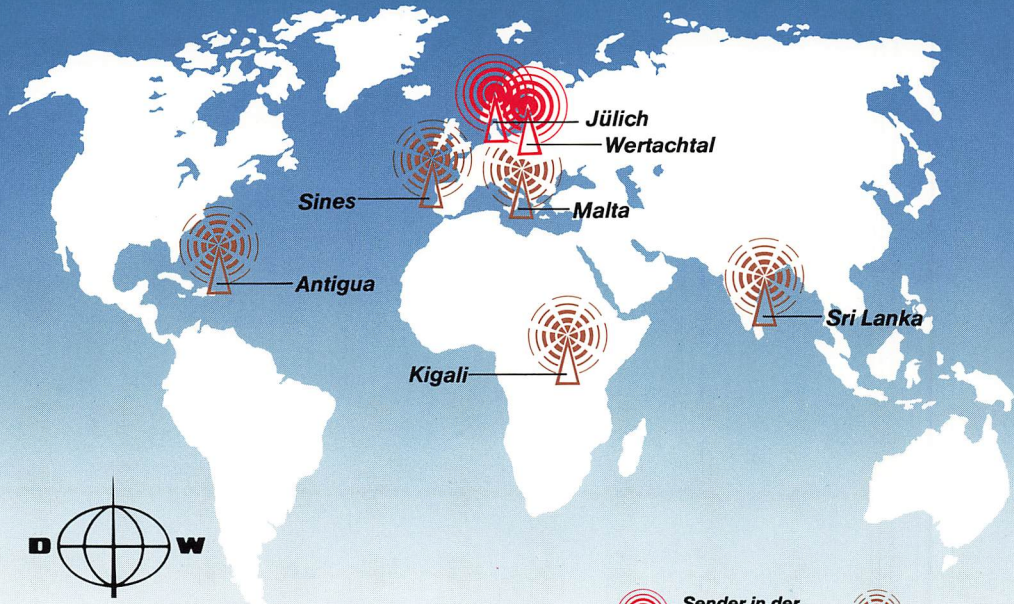 Jülich
Wertachtal
Sines
Malta
Antigua
Sri Lanka
Kigali
D W
Sender in der